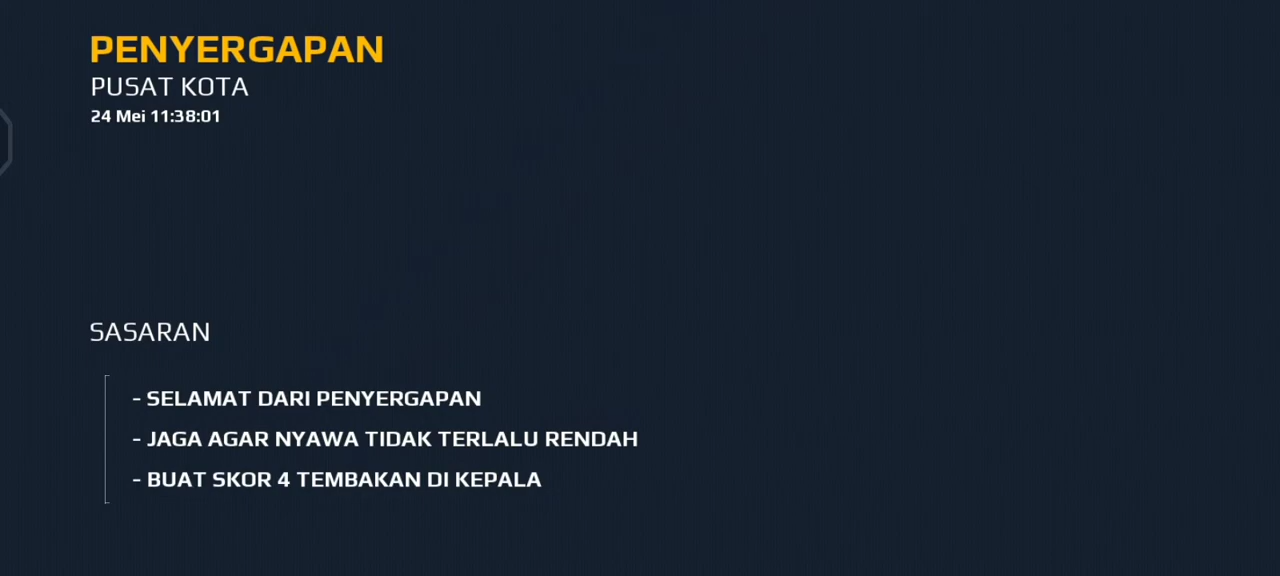 PENYERGAPAN
PUSAT KOTA
24 Mei 11:38:01
SASARAN
- SELAMAT DARI PENYERGAPAN
- JAGA AGAR NYAWA TIDAK TERLALU RENDAH
- BUAT SKOR 4 TEMBAKAN DI KEPALA